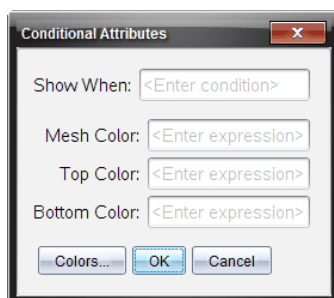 Conditional Attributes
Show When: <Enter condition>
Mesh Color: <Enter expression>
Top Color: <Enter expression>
Bottom Color: <Enter expression>
Colors... OK Cancel